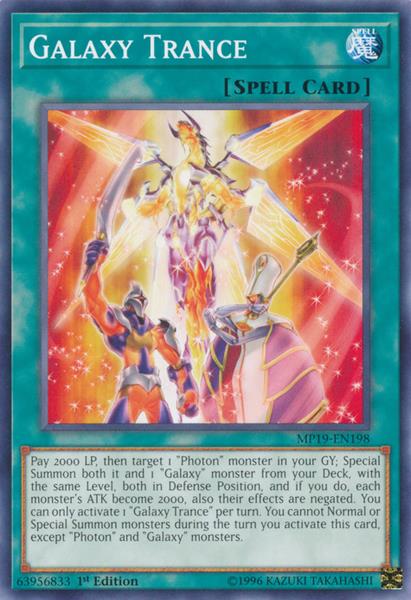 GALAXY TRANCE
SPELL
魔
[SPELL CARD]
MP19-EN198
Pay 2000 LP, then target 1 "Photon" monster in your GY; Special
Summon both it and 1 "Galaxy" monster from your Deck, with
the same Level, both in Defense Position, and if you do, each
monster's ATK become 2000, also their effects are negated. You
can only activate 1 "Galaxy Trance" per turn. You cannot Normal or
Special Summon monsters during the turn you activate this card,
except "Photon" and "Galaxy" monsters.
63956833 1st Edition ©1996 KAZUKI TAKAHASHI